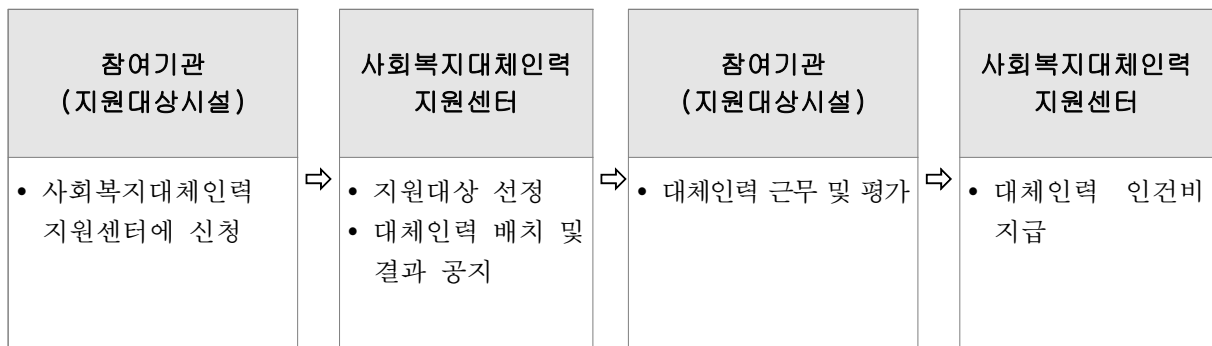 참여기관
(지원대상시설)
• 사회복지대체인력
지원센터에 신청
⇨
사회복지대체인력
지원센터
• 지원대상 선정
• 대체인력 배치 및
결과 공지
⇨
참여기관
(지원대상시설)
• 대체인력 근무 및 평가
⇨
사회복지대체인력
지원센터
• 대체인력 인건비
지급